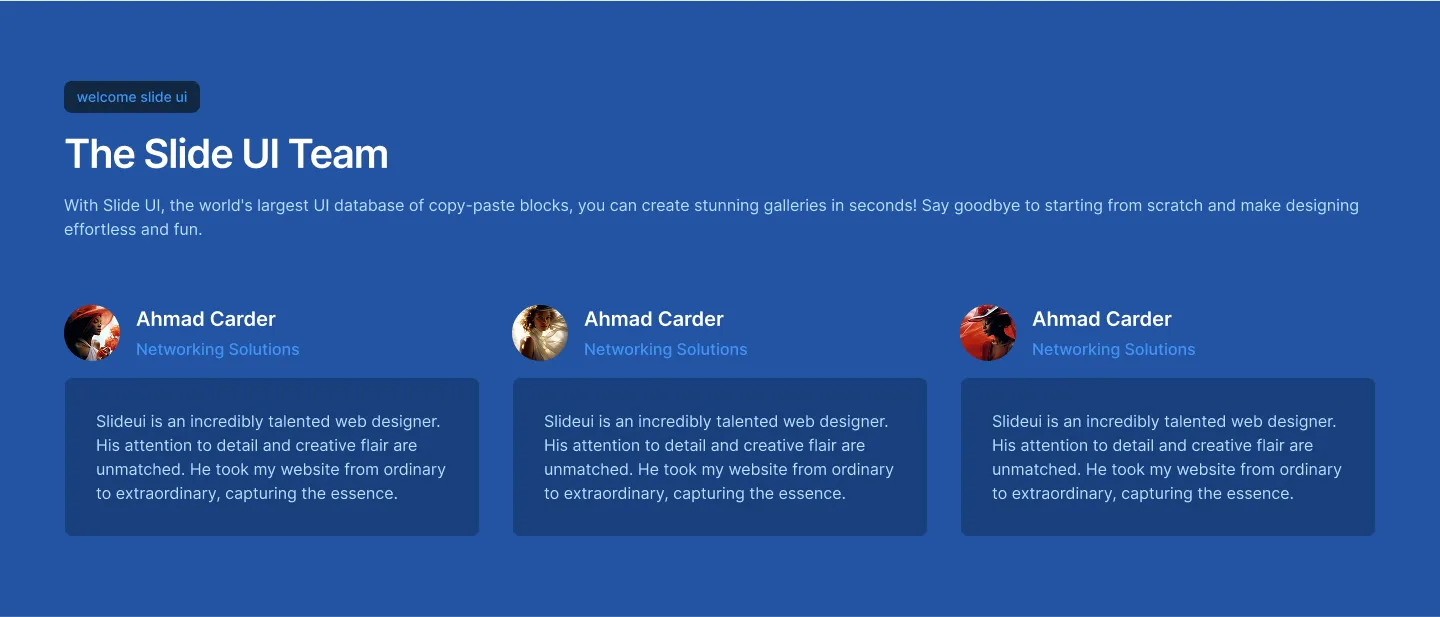 welcome slide ui
The Slide UI Team
With Slide UI, the world's largest UI database of copy-paste blocks, you can create stunning galleries in seconds! Say goodbye to starting from scratch and make designing
effortless and fun.
Ahmad Carder
Networking Solutions
Slideui is an incredibly talented web designer.
His attention to detail and creative flair are
unmatched. He took my website from ordinary
to extraordinary, capturing the essence.
Ahmad Carder
Networking Solutions
Slideui is an incredibly talented web designer.
His attention to detail and creative flair are
unmatched. He took my website from ordinary
to extraordinary, capturing the essence.
Ahmad Carder
Networking Solutions
Slideui is an incredibly talented web designer.
His attention to detail and creative flair are
unmatched. He took my website from ordinary
to extraordinary, capturing the essence.